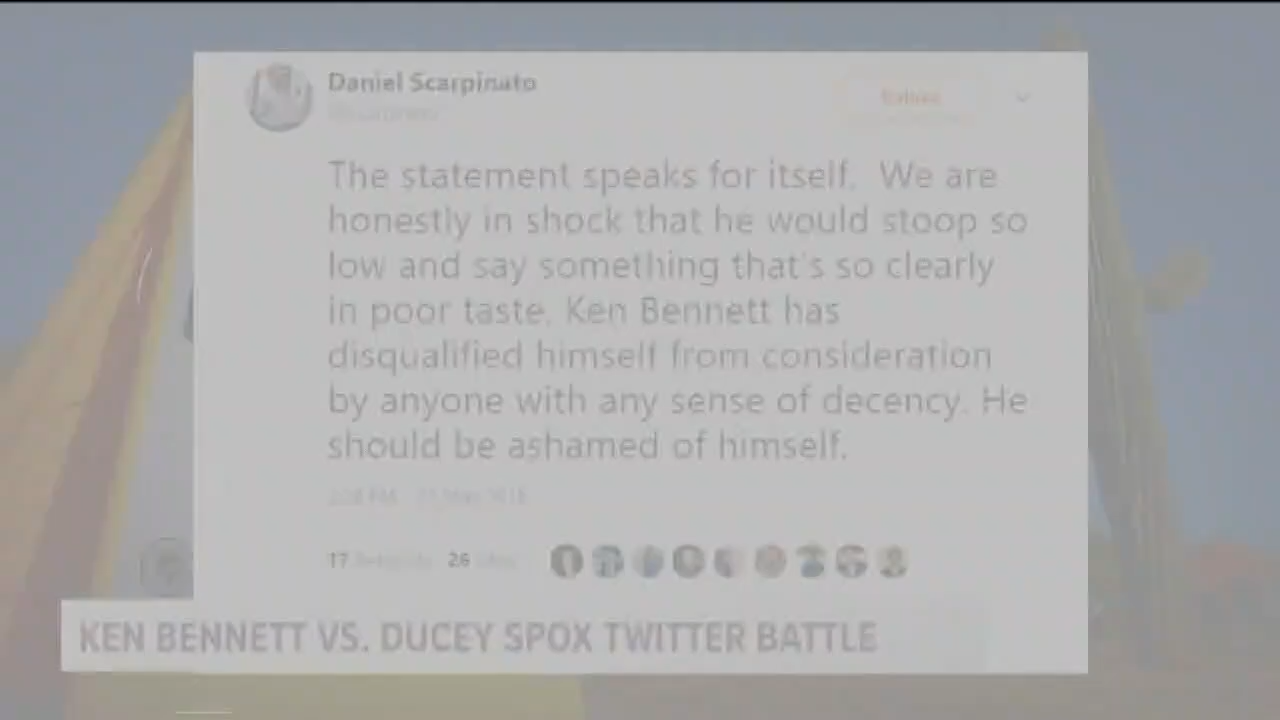 Daniel Scarpinato
The statement speaks for itself. We are
honestly in shock that he would stoop so
low and say something that's so clearly
in poor taste. Ken Bennett has
disqualified himself from consideration
by anyone with any sense of decency. He
should be ashamed of himself.
17 Retweets 26 Likes
KEN BENNETT VS. DUCEY SPOX TWITTER BATTLE